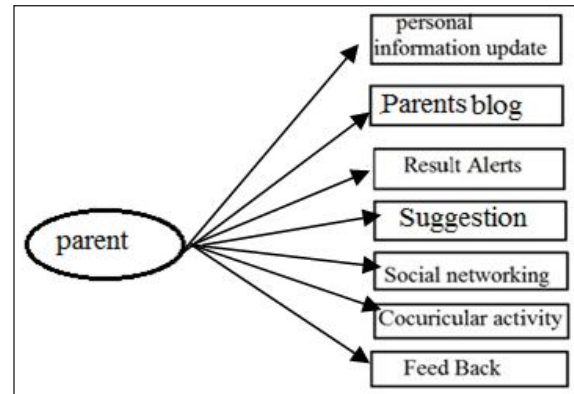 personal
information update
Parents blog
Result Alerts
parent
Suggestion
Social networking
Cocuricular activity
Feed Back